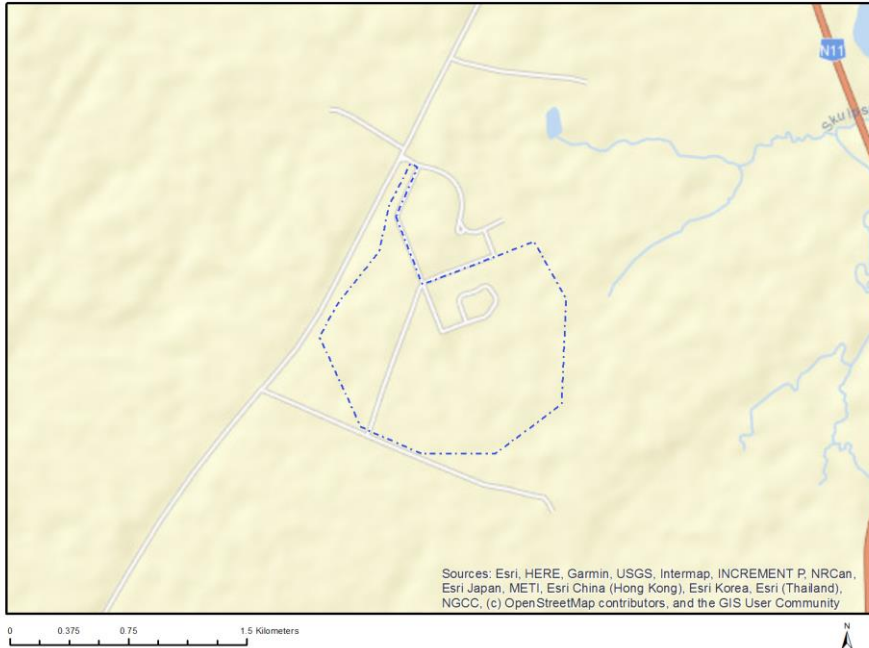 N11
Sources: Esri, HERE, Garmin, USGS, Intermap, INCREMENT P, NRCan,
Esri Japan, METI, Esri China (Hong Kong), Esri Korea, Esri (Thailand),
NGCC, (c) OpenStreetMap contributors, and the GIS User Community
0 0.375 0.75 1.5 Kilometers
N